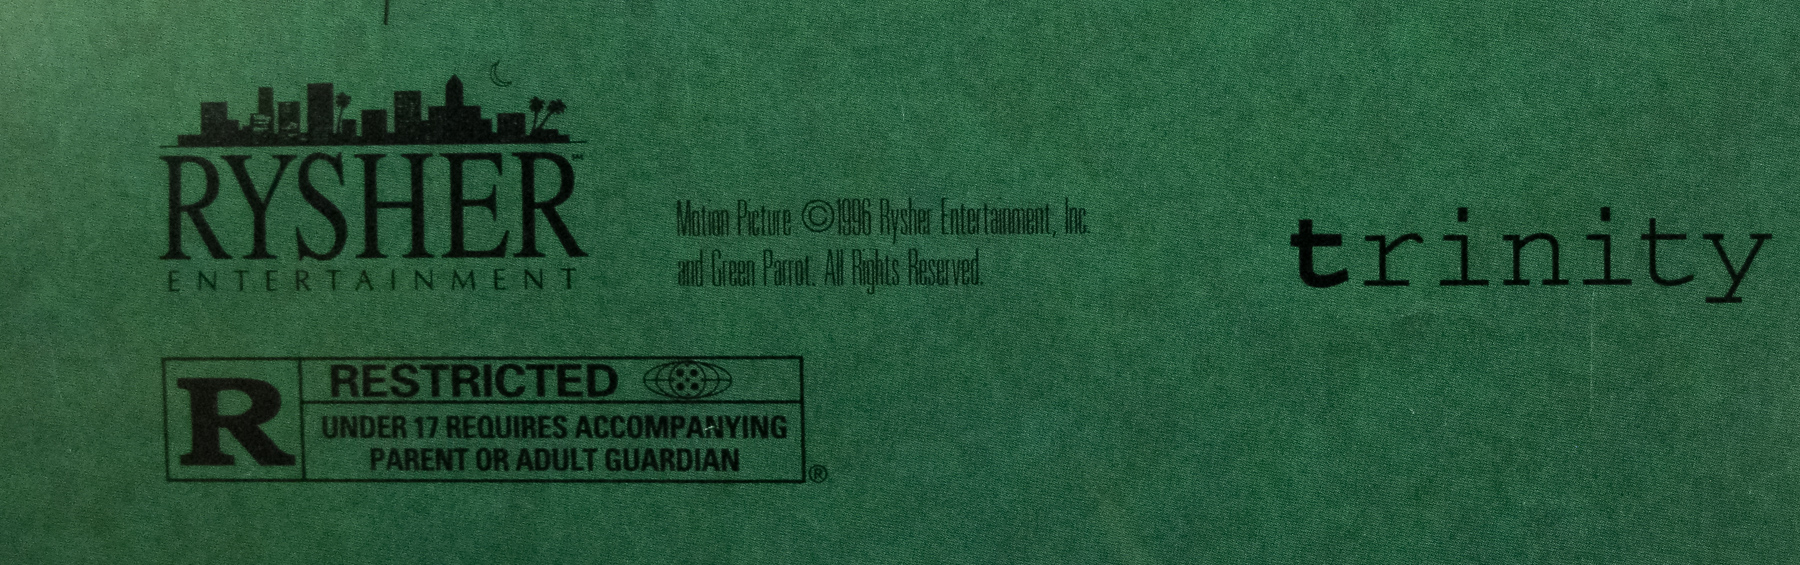 RYSHER™
ENTERTAINMENT
Motion Picture ©1996 Rysher Entertainment, Inc.
and Green Parrot. All Rights Reserved.
trinity
R
RESTRICTED
UNDER 17 REQUIRES ACCOMPANYING
PARENT OR ADULT GUARDIAN
®